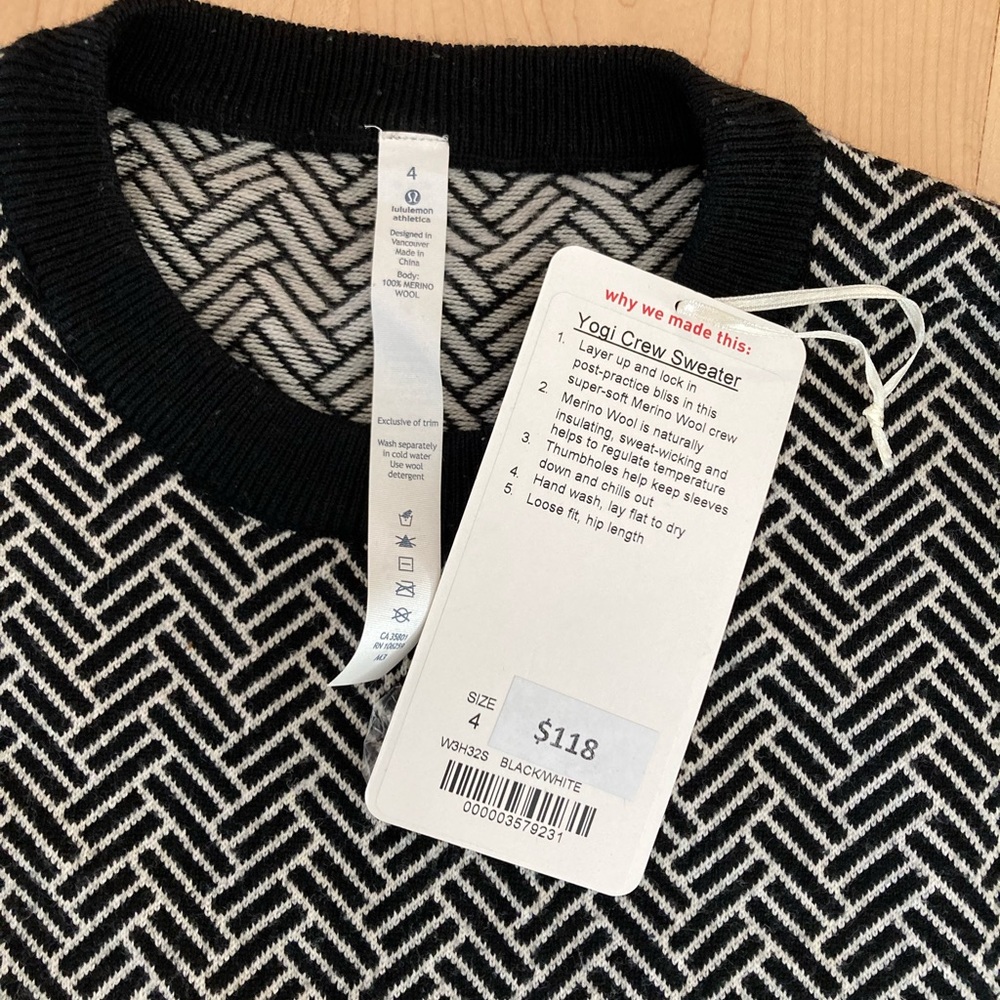 4
lululemon
athletica
Designed in
Vancouver
Made in
China
Body:
100% MERINO
WOOL
Exclusive of trim
Wash separately
in cold water
Use wool
detergent
CA 35801
RN 106259
why we made this:
Yogi Crew Sweater
1. Layer up and lock in
post-practice bliss in this
super-soft Merino Wool crew
2. Merino Wool is naturally
insulating, sweat-wicking and
helps to regulate temperature
3. Thumbholes help keep sleeves
down and chills out
4. Hand wash, lay flat to dry
5. Loose fit, hip length
SIZE
4
$118
W3H32S BLACK/WHITE
000003579231